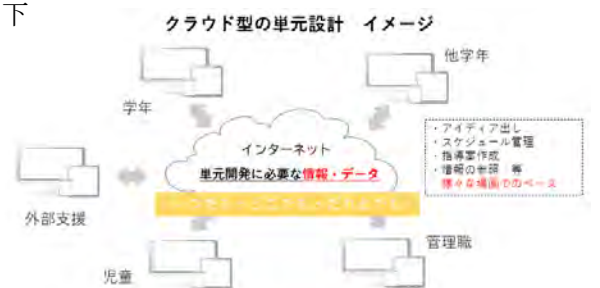 下
クラウド型の単元設計　イメージ
他学年
学年
インターネット
単元開発に必要な情報・データ
・アイディア出し
・スケジュール管理
・指導案作成
・情報の参照　等
様々な場面でのベース
外部支援
児童
管理職